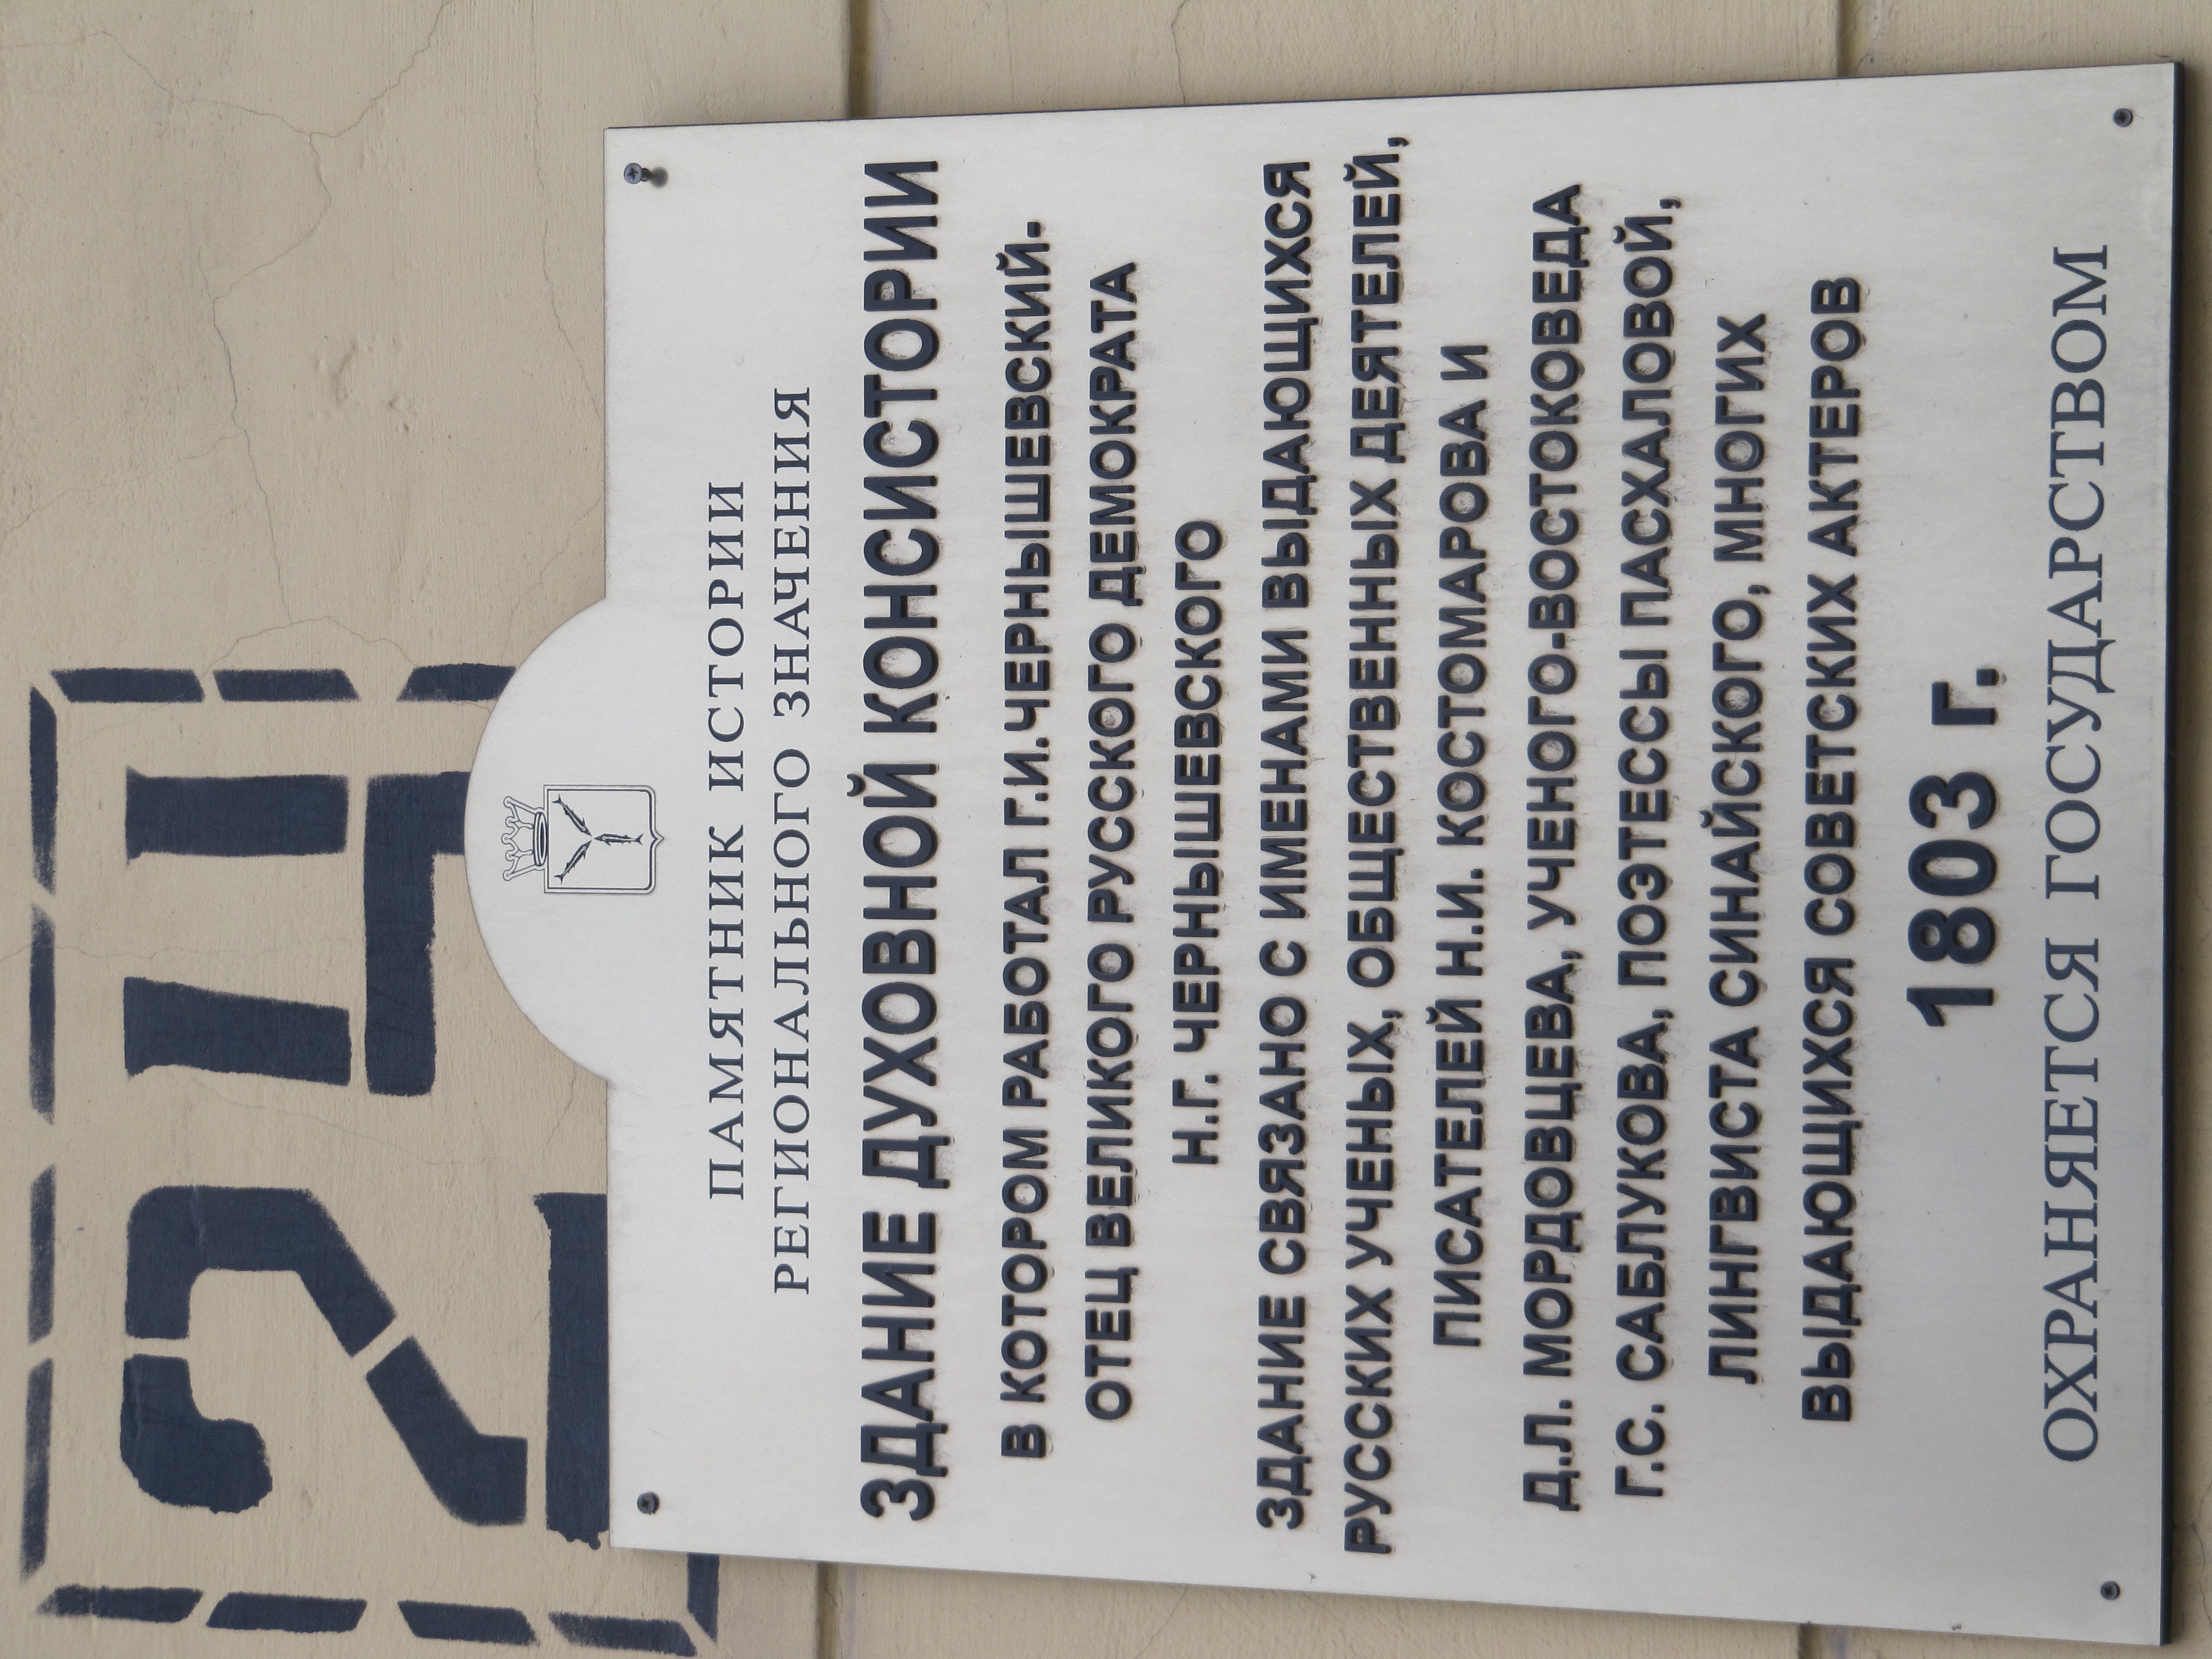 24
ПАМЯТНИК ИСТОРИИ
РЕГИОНАЛЬНОГО ЗНАЧЕНИЯ
ЗДАНИЕ ДУХОВНОЙ КОНСИСТОРИИ
В КОТОРОМ РАБОТАЛ Г.И.ЧЕРНЫШЕВСКИЙ.
ОТЕЦ ВЕЛИКОГО РУССКОГО ДЕМОКРАТА
Н.Г. ЧЕРНЫШЕВСКОГО
ЗДАНИЕ СВЯЗАНО С ИМЕНАМИ ВЫДАЮЩИХСЯ
РУССКИХ УЧЕНЫХ, ОБЩЕСТВЕННЫХ ДЕЯТЕЛЕЙ,
ПИСАТЕЛЕЙ Н.И. КОСТОМАРОВА И
Д.Л. МОРДОВЦЕВА, УЧЕНОГО-ВОСТОКОВЕДА
Г.С. САБЛУКОВА, ПОЭТЕССЫ ПАСХАЛОВОЙ,
ЛИНГВИСТА СИНАЙСКОГО, МНОГИХ
ВЫДАЮЩИХСЯ СОВЕТСКИХ АКТЕРОВ
1803 г.
ОХРАНЯЕТСЯ ГОСУДАРСТВОМ